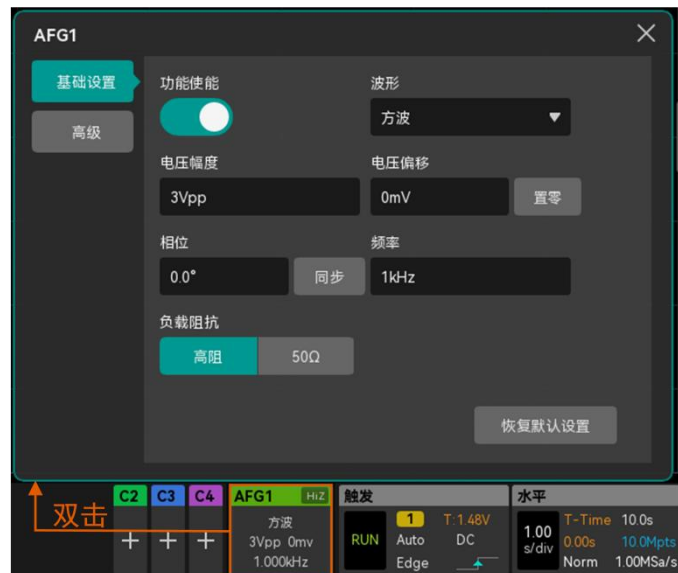 AFG1
基础设置
高级
功能使能
波形
方波
电压幅度
电压偏移
3Vpp
0mV
置零
相位
频率
0.0°
同步
1kHz
负载阻抗
高阻
50Ω
恢复默认设置
双击
C2
C3
C4
AFG1 HiZ
方波
3Vpp 0mv
1.000kHz
触发
RUN
1 T:1.48V
Auto DC
Edge
水平
1.00 s/div
T-Time 10.0s
0.00s 10.0Mpts
Norm 1.00MSa/s